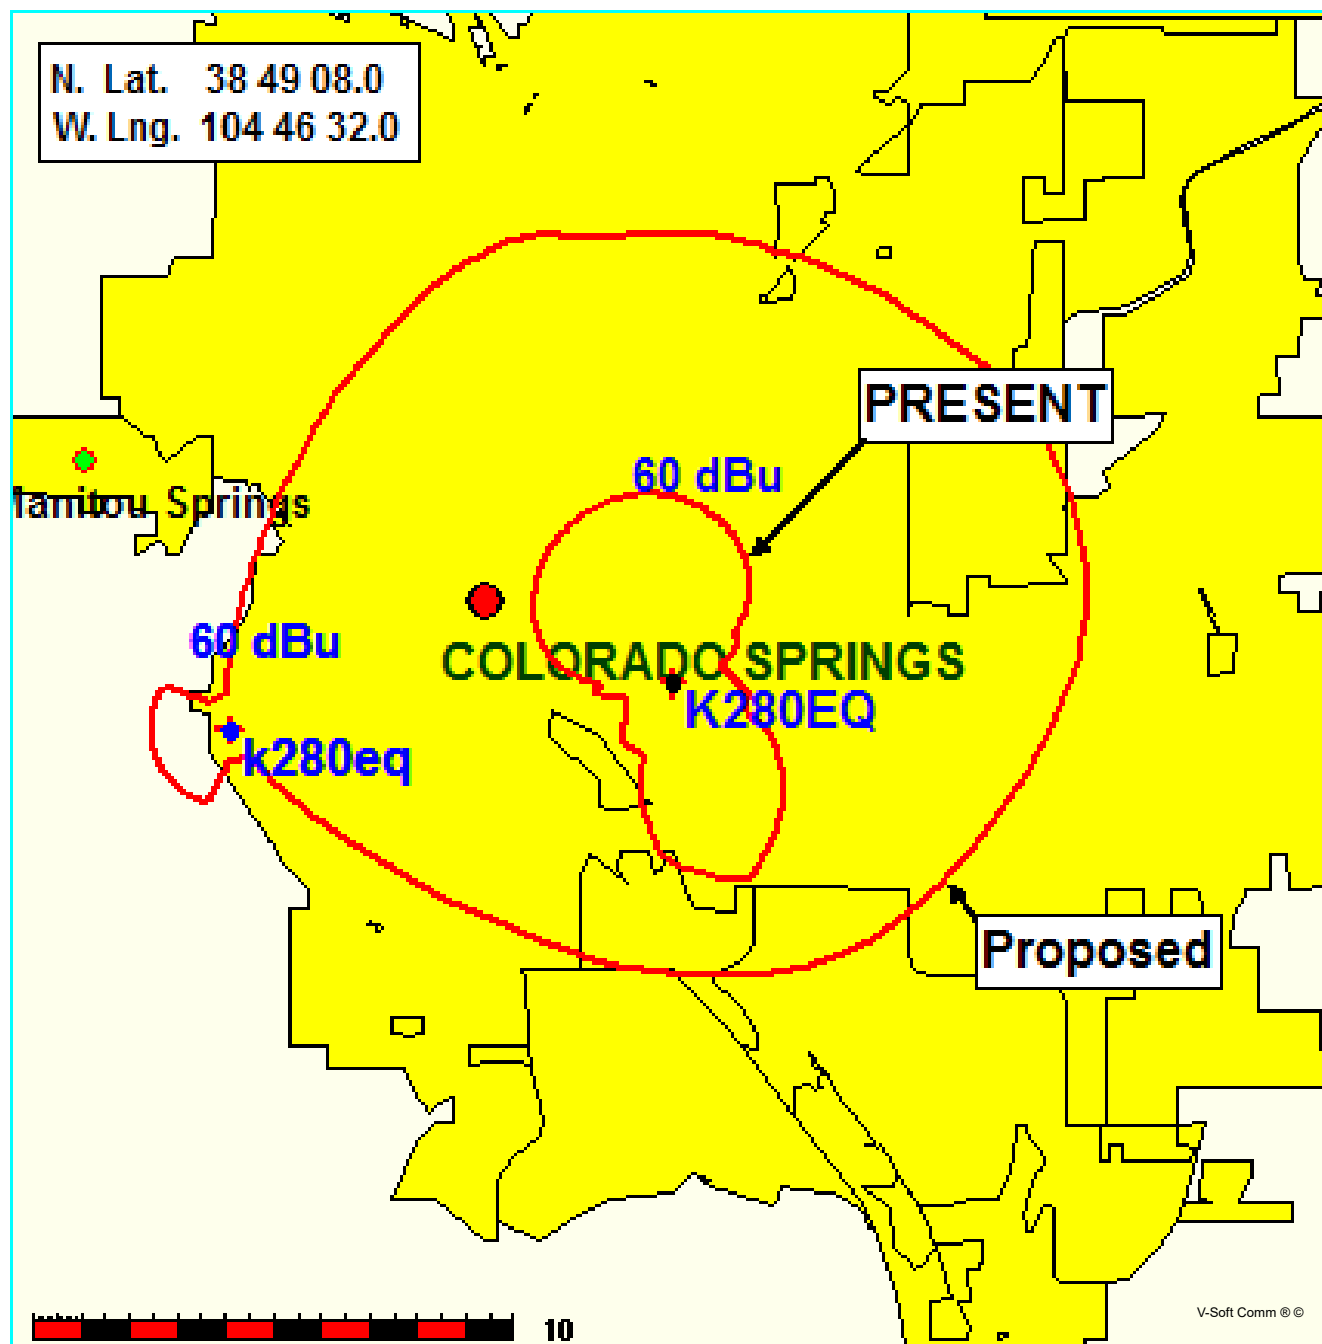 N. Lat. 38 49 08.0
W. Lng. 104 46 32.0
PRESENT
60 dBu
Springs
60 dBu
COLORADO SPRINGS
K280EQ
k280eq
Proposed
V-Soft Comm ® ©
10